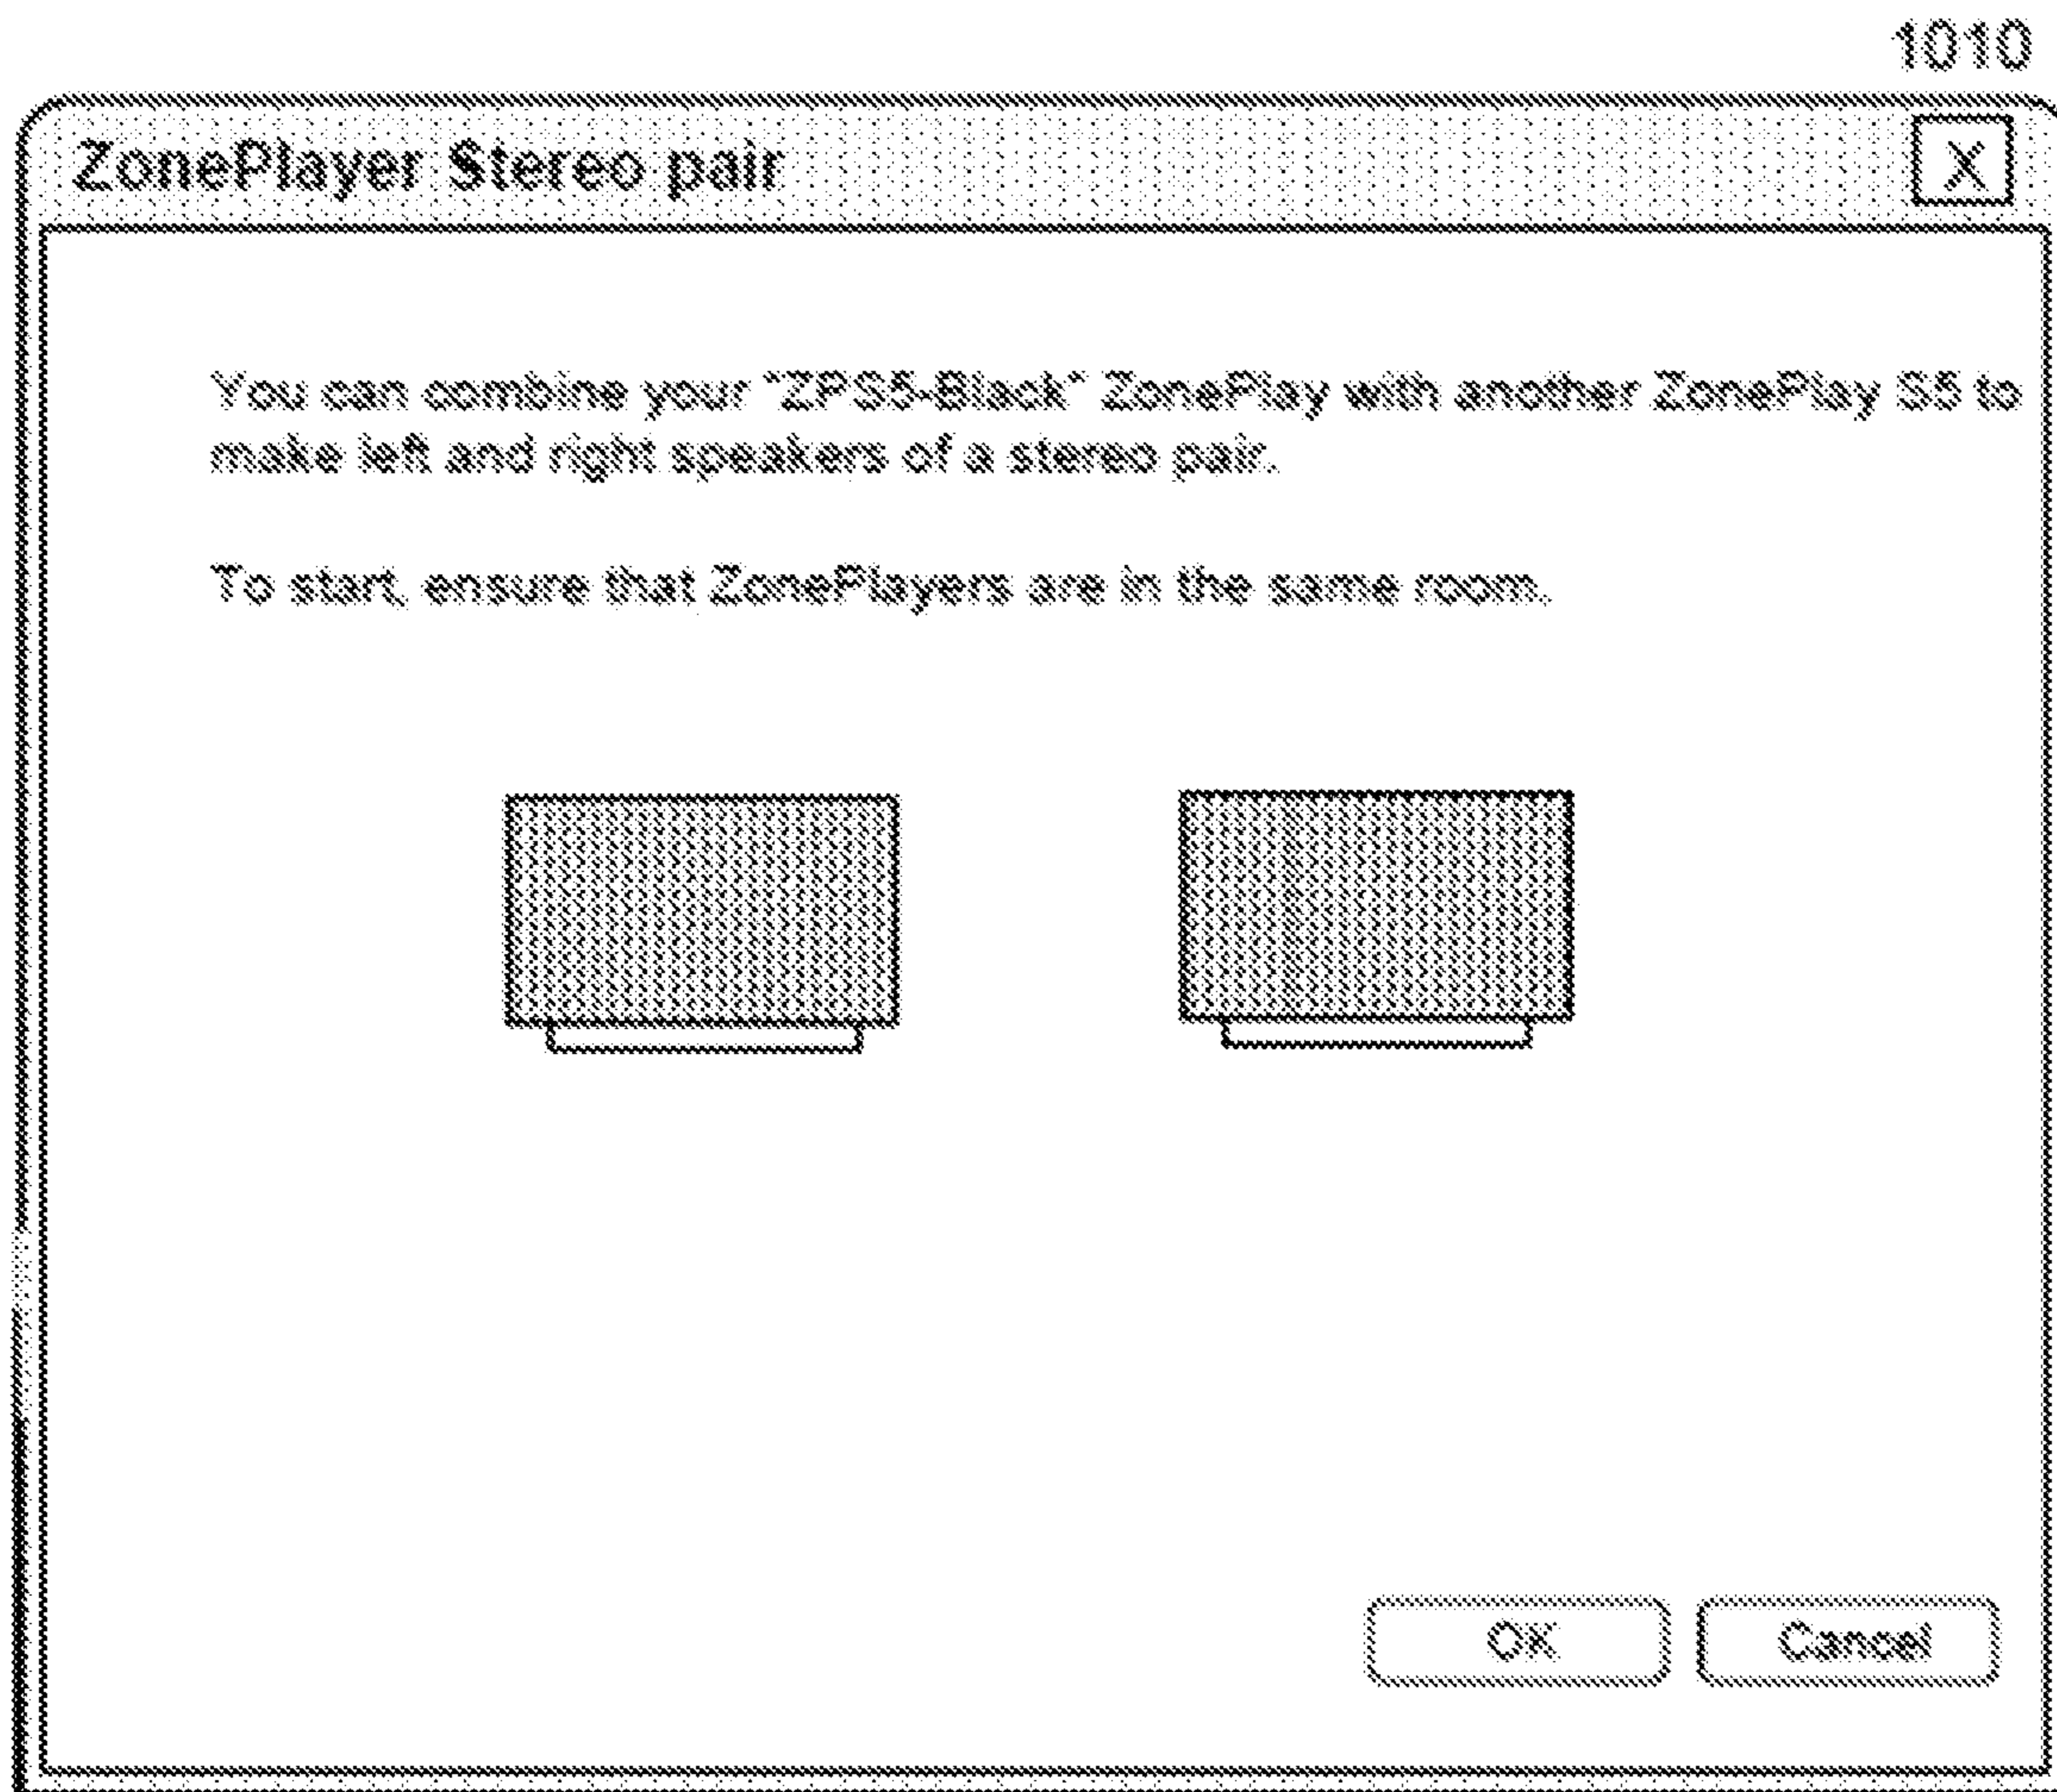 1010
ZonePlayer Stereo pair
X
You can combine your "ZPS5-Black" ZonePlay with another ZonePlay S5 to
make left and right speakers of a stereo pair.
To start, ensure that ZonePlayers are in the same room.
OK
Cancel